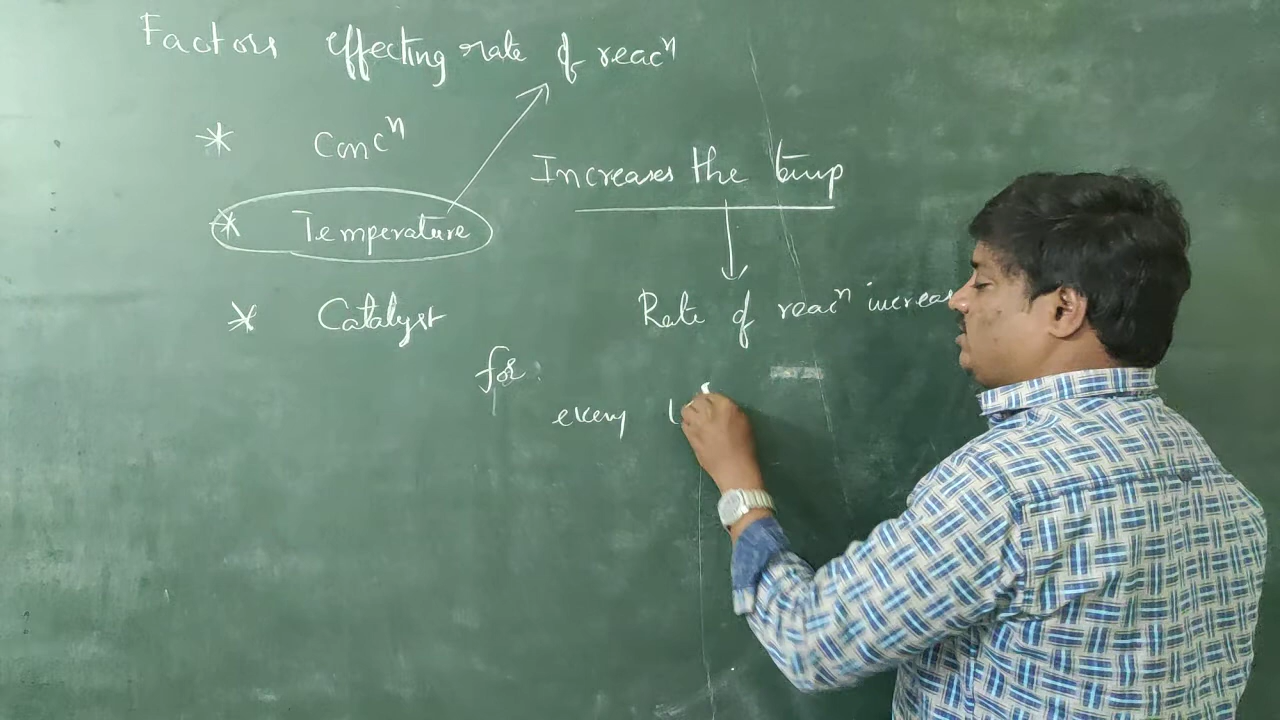 Factors effecting rate of reacⁿ
* Concⁿ
Increases the temp
* Temperature
Rate of reacⁿ increas
* Catalyst
for
every